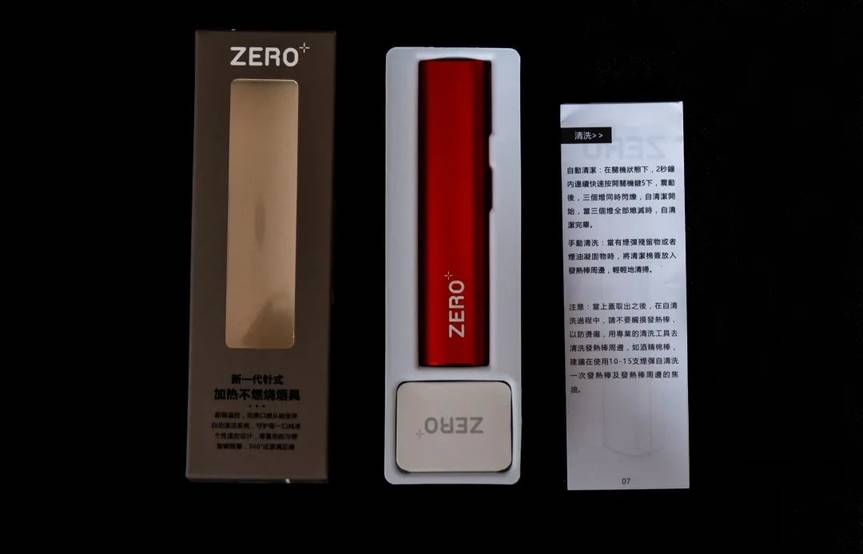 ZERO+
新一代针式
加热不燃烧烟具
ZERO+
ZERO+
清洗>>
自動清潔：在關機狀態下，2秒鐘
內連續快速按開關機鍵5下，震動
後，三個燈同時閃爍，自清潔開
始，當三個燈全部熄滅時，自清
潔完畢。
手動清洗：當有煙彈殘留物或者
煙油凝固物時，將清潔棉簽放入
發熱棒周邊，輕輕地清掃。
注意：當上蓋取出之後，在自清
洗過程中，請不要觸摸發熱棒，
以防燙傷，用專業的清洗工具去
清洗發熱棒周邊，如酒精棉棒，
建議在使用10-15支煙彈自清洗
一次發熱棒及發熱棒周邊的焦
油。
07